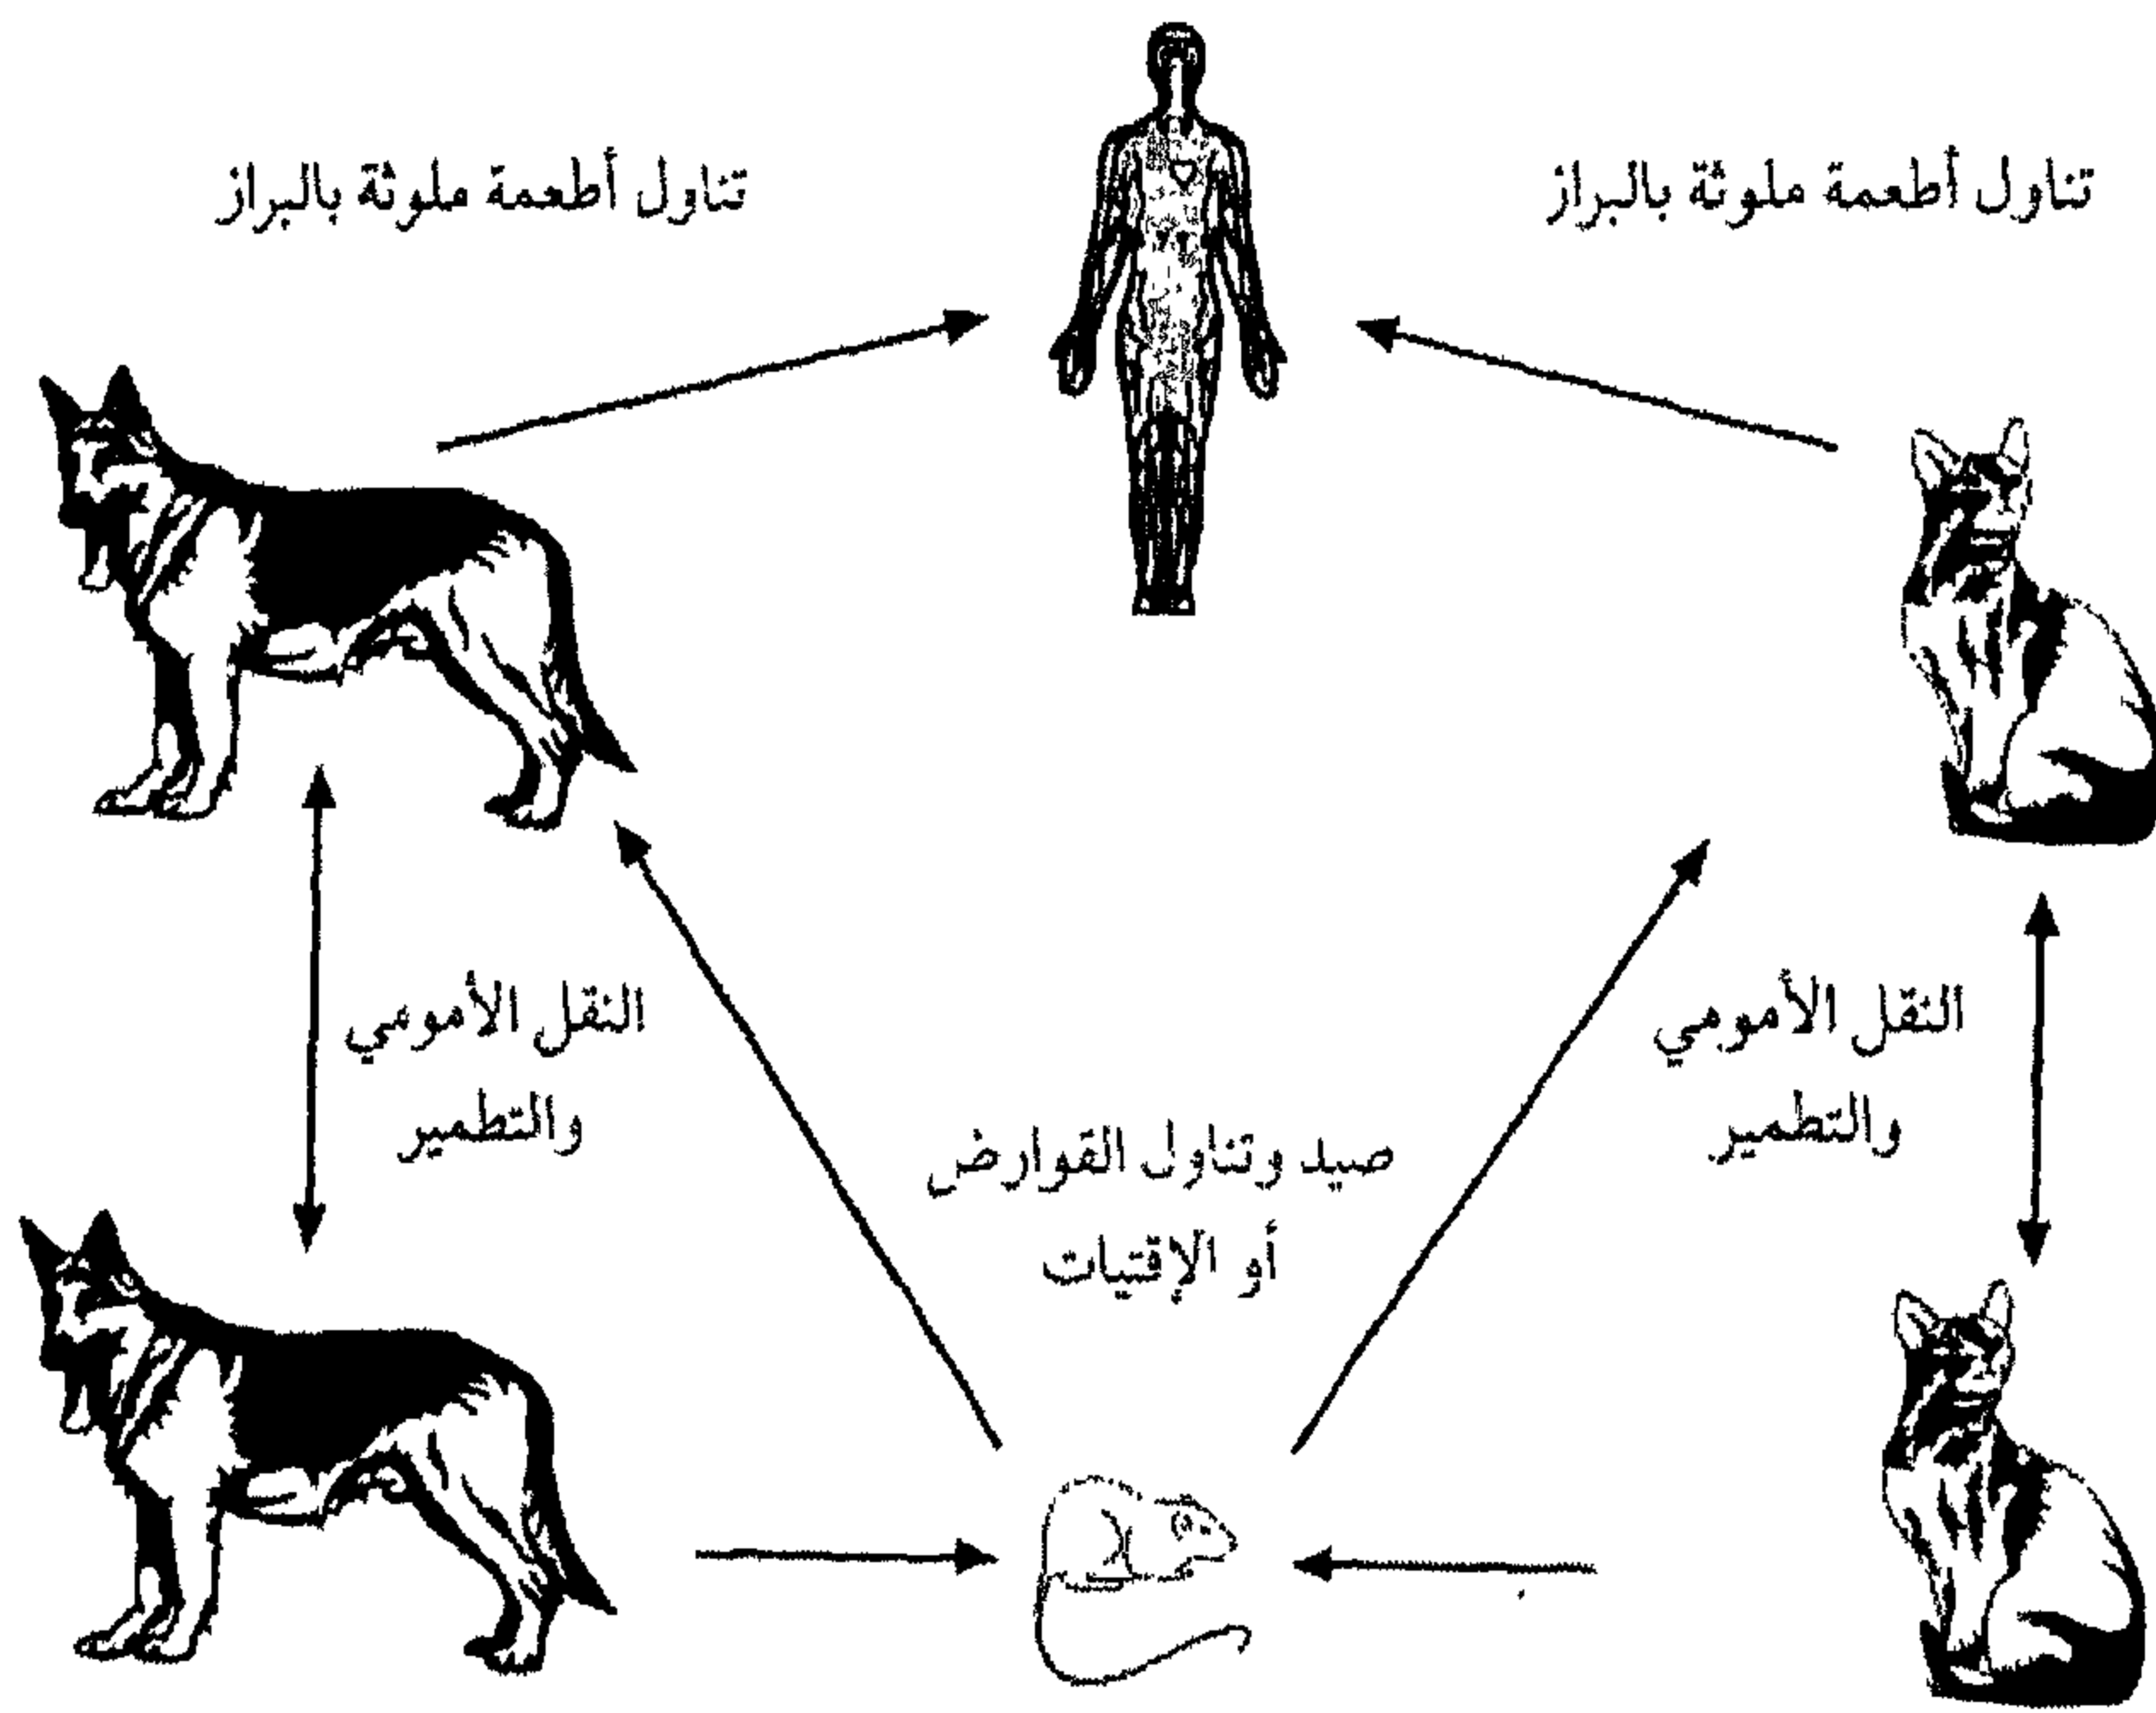 تناول أطعمة ملوثة بالبراز
تناول أطعمة ملوثة بالبراز
النقل الأمومي
والتطمير
النقل الأمومي
والتطمير
صيد وتناول القوارض
أو الإقتيات